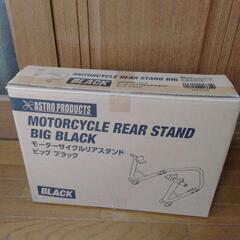 MOTORCYCLE REAR STAND BIG
ASTRO PRODUCTS
MOTORCYCLE REAR STAND
BIG BLACK
モーターサイクルリアスタンド
ビッグ ブラック
BLACK